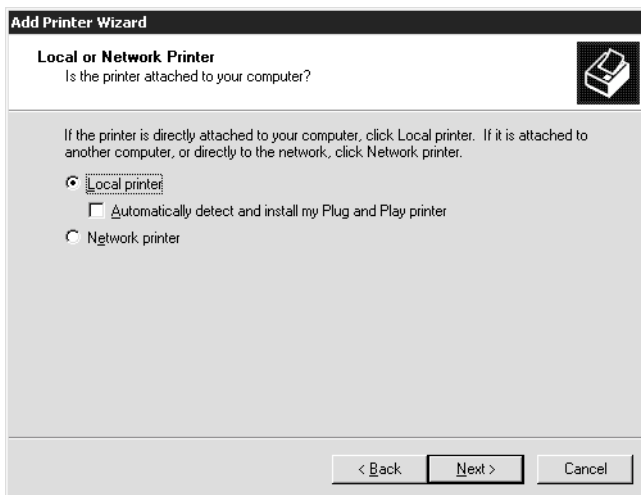 Add Printer Wizard
Local or Network Printer
Is the printer attached to your computer?
If the printer is directly attached to your computer, click Local printer.  If it is attached to
another computer, or directly to the network, click Network printer.
Local printer
Automatically detect and install my Plug and Play printer
Network printer
< Back
Next >
Cancel